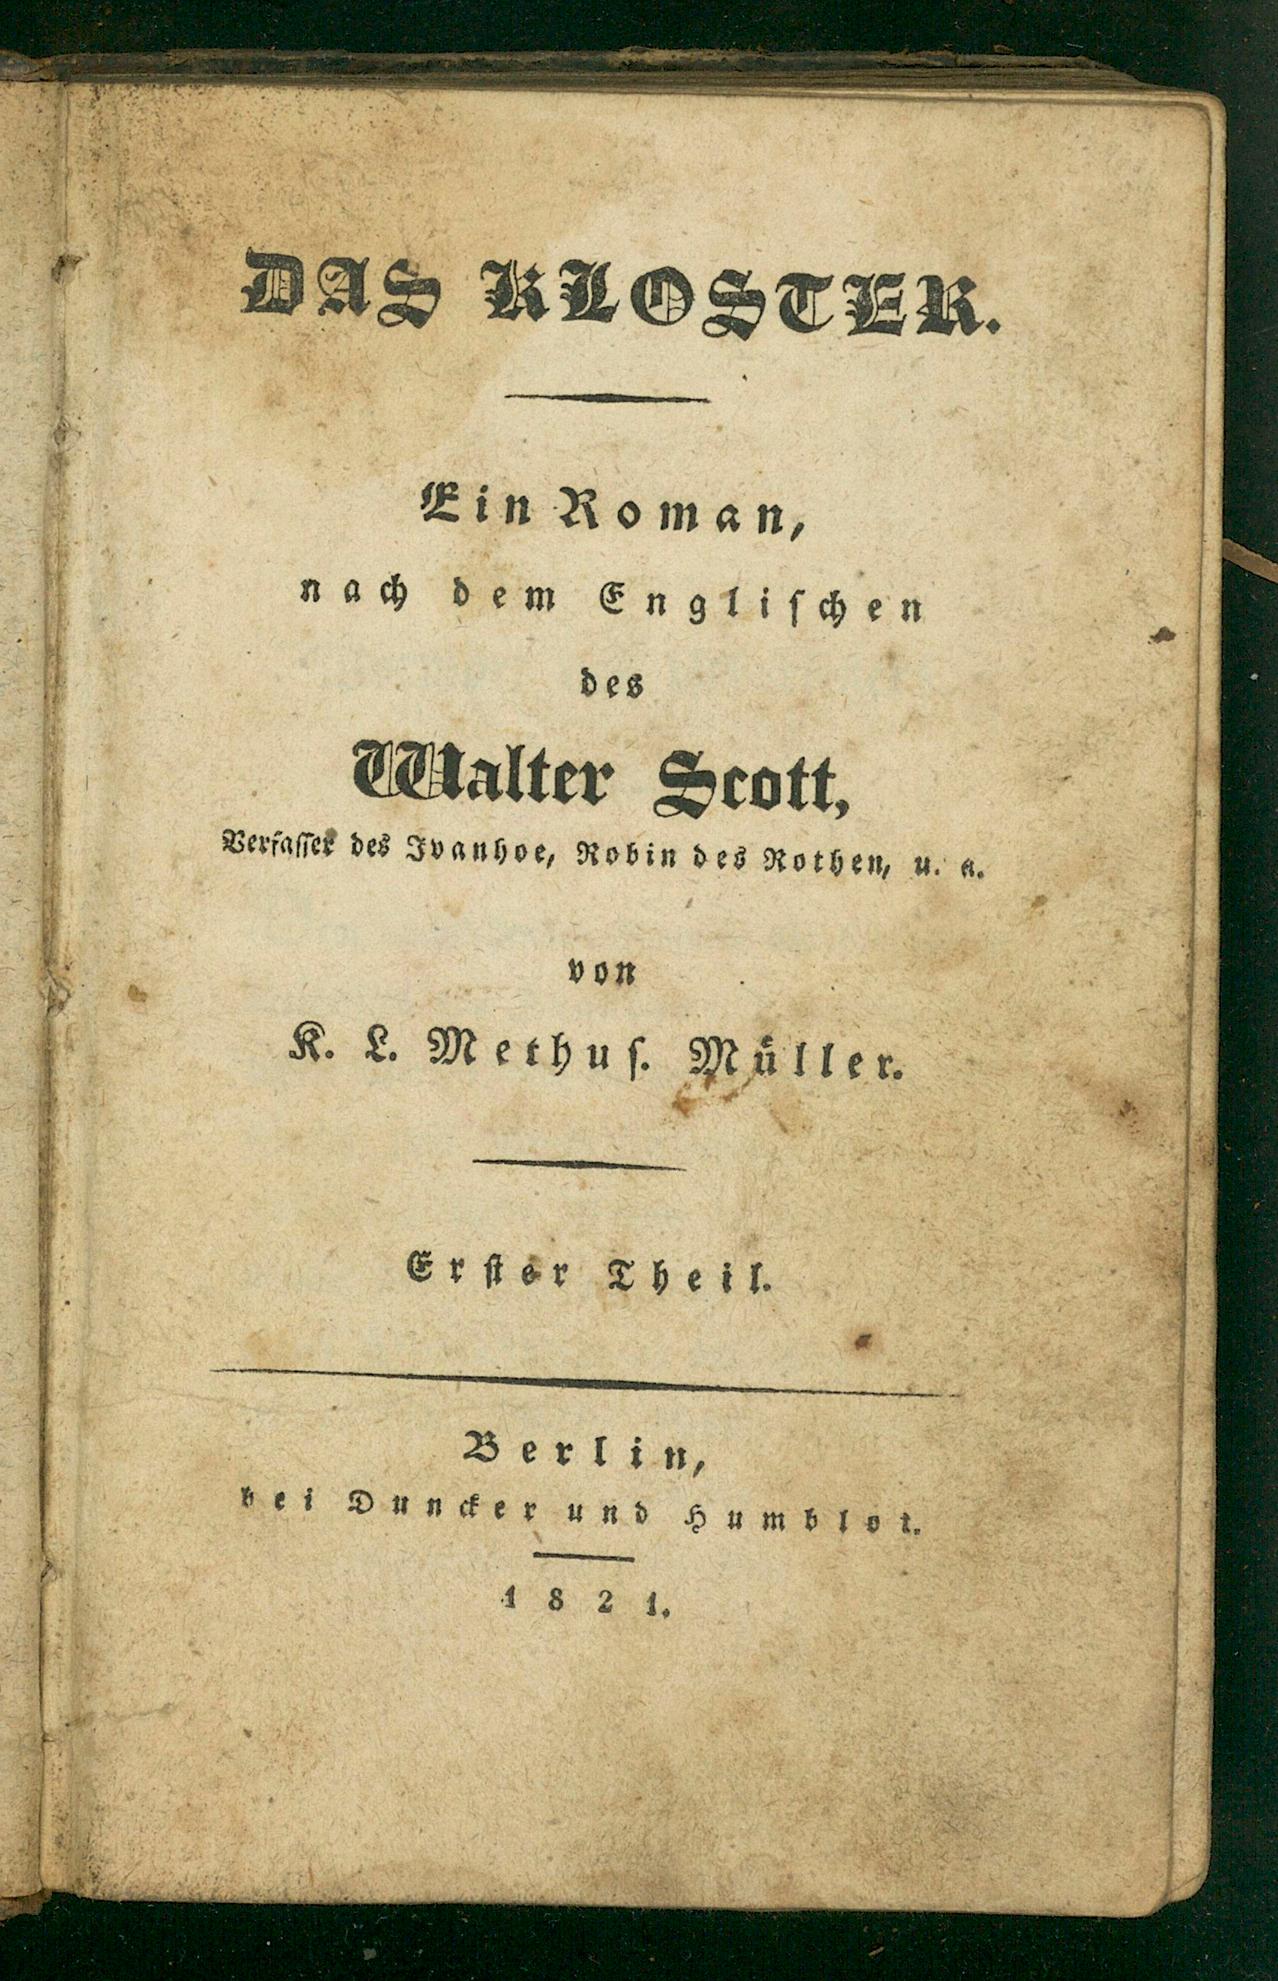 DAS KLOSTER.
Ein Roman,
nach dem Engliſchen
des
Walter Scott,
Verfaſſer des Ivanhoe, Robin des Rothen, u. a.
von
K. L. Methuſ. Müller.
Erſter Theil.
Berlin,
bei Duncker und Humblot.
1821.